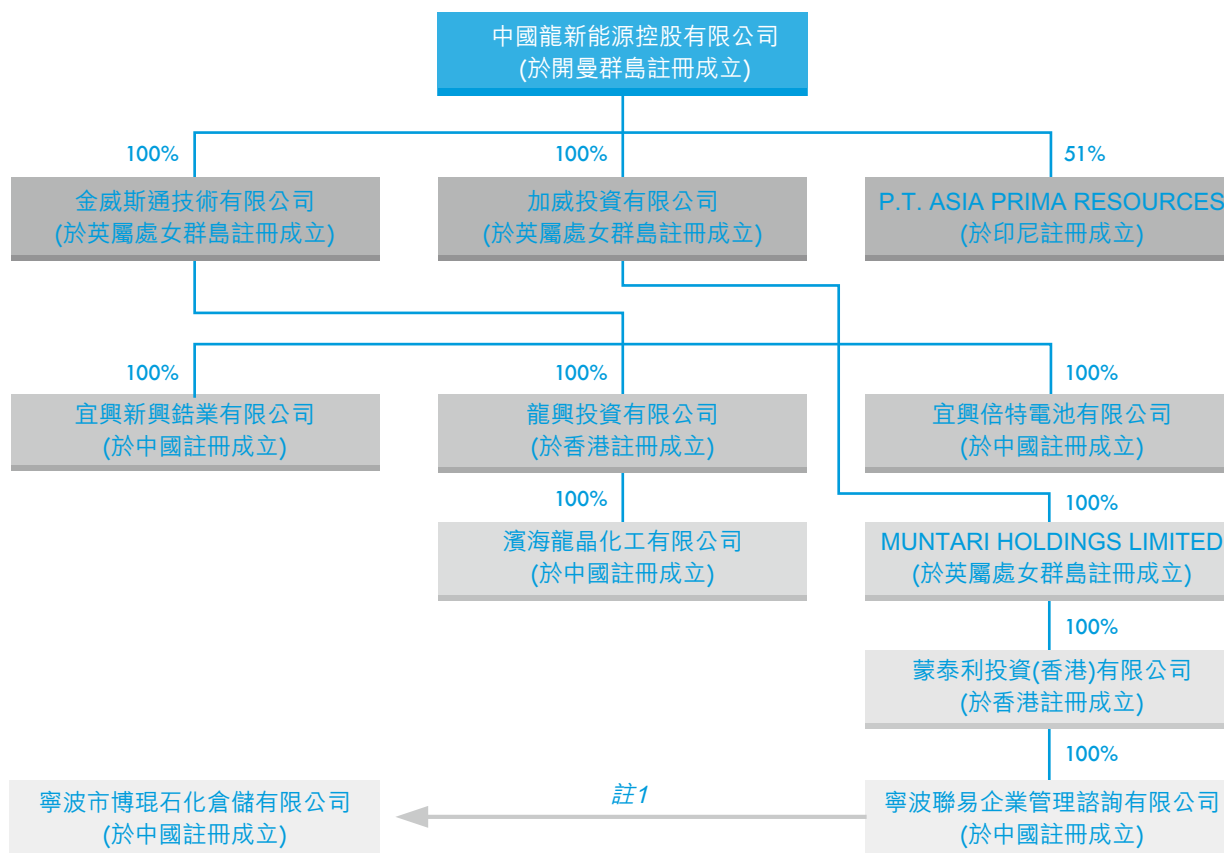 中國龍新能源控股有限公司
(於開曼群島註冊成立)
100%
100%
51%
金威斯通技術有限公司
(於英屬處女群島註冊成立)
加威投資有限公司
(於英屬處女群島註冊成立)
P.T. ASIA PRIMA RESOURCES
(於印尼註冊成立)
100%
100%
100%
宜興新興鋯業有限公司
(於中國註冊成立)
龍興投資有限公司
(於香港註冊成立)
宜興倍特電池有限公司
(於中國註冊成立)
100%
100%
濱海龍晶化工有限公司
(於中國註冊成立)
MUNTARI HOLDINGS LIMITED
(於英屬處女群島註冊成立)
100%
蒙泰利投資(香港)有限公司
(於香港註冊成立)
100%
寧波市博琨石化倉儲有限公司
(於中國註冊成立)
註1
寧波聯易企業管理諮詢有限公司
(於中國註冊成立)